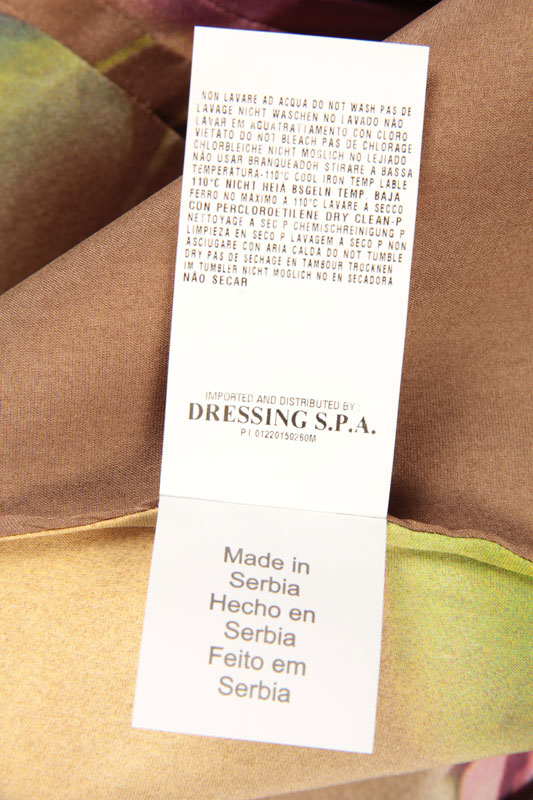 NON LAVARE AD ACQUA DO NOT WASH PAS DE
LAVAGE NICHT WASCHEN NO LAVADO NÃO
LAVAR EM AGUATRATTAMENTO CON CLORO
VIETATO DO NOT BLEACH PAS DE CHLORAGE
CHLORBLEICHE NICHT MOGLICH NO LEJIADO
NÃO USAR BRANQUEADOR STIRARE A BASSA
TEMPERATURA-110°C COOL IRON TEMP LABLE
110°C NICHT HEIA BSGELN TEMP. BAJA
FERRO NO MÁXIMO A 110°C LAVARE A SECCO
CON PERCLOROETILENE DRY CLEAN-P
NETTOYAGE A SEC P CHEMISCHREINIGUNG P
LIMPIEZA EN SECO P LAVAGEM A SECO P NON
ASCIUGARE CON ARIA CALDA DO NOT TUMBLE
DRY PAS DE SECHAGE EN TAMBOUR TROCKNEN
IM TUMBLER NICHT MOGLICH NO EN SECADORA
NÃO SECAR
IMPORTED AND DISTRIBUTED BY :
DRESSING S.P.A.
P.I. 01220150260M
Made in
Serbia
Hecho en
Serbia
Feito em
Serbia